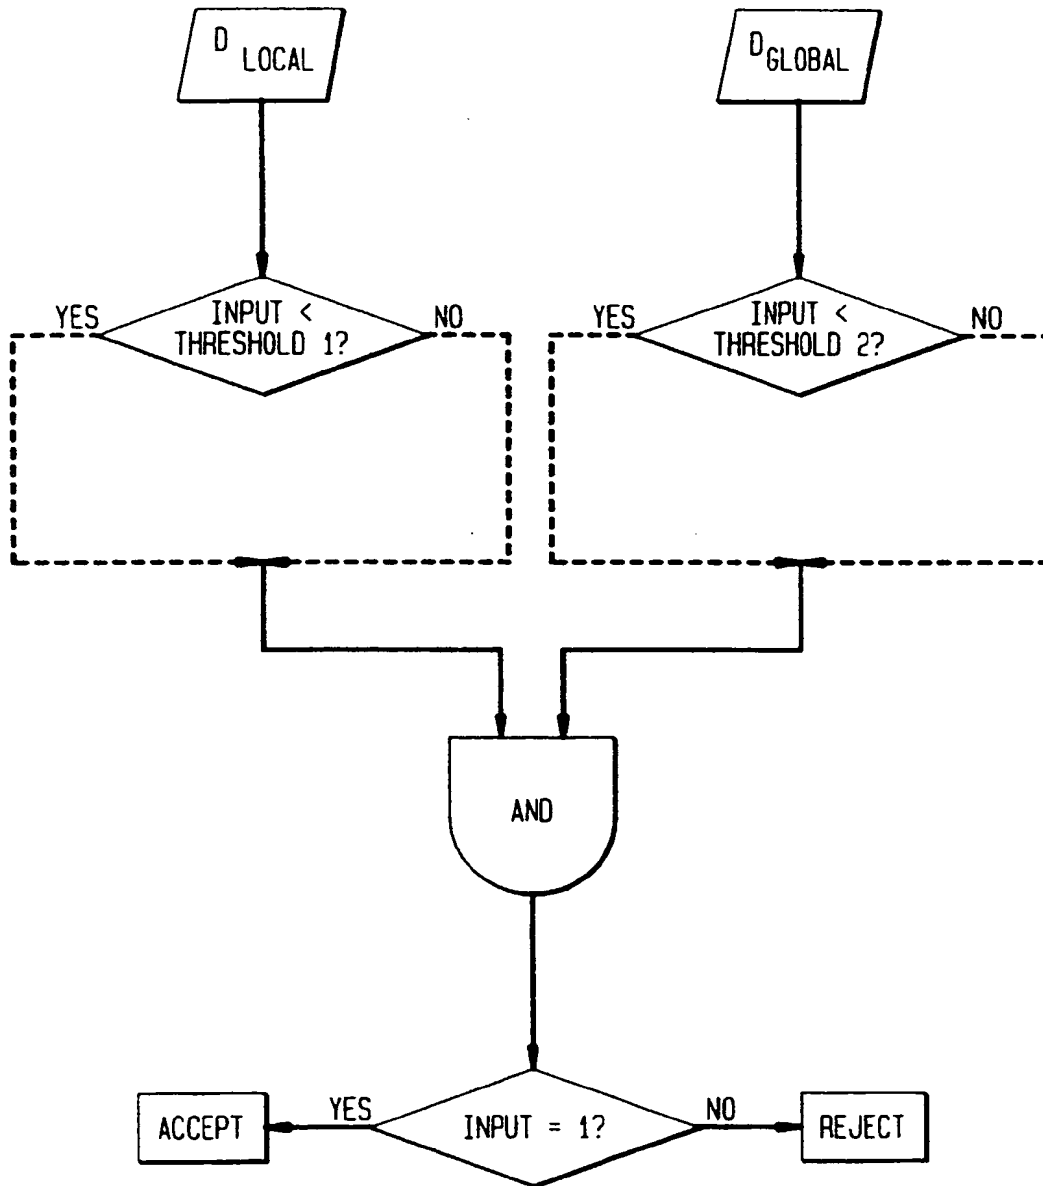 D LOCAL
D GLOBAL
YES
INPUT <
THRESHOLD 1?
NO
YES
INPUT <
THRESHOLD 2?
NO
AND
ACCEPT
YES
INPUT = 1?
NO
REJECT